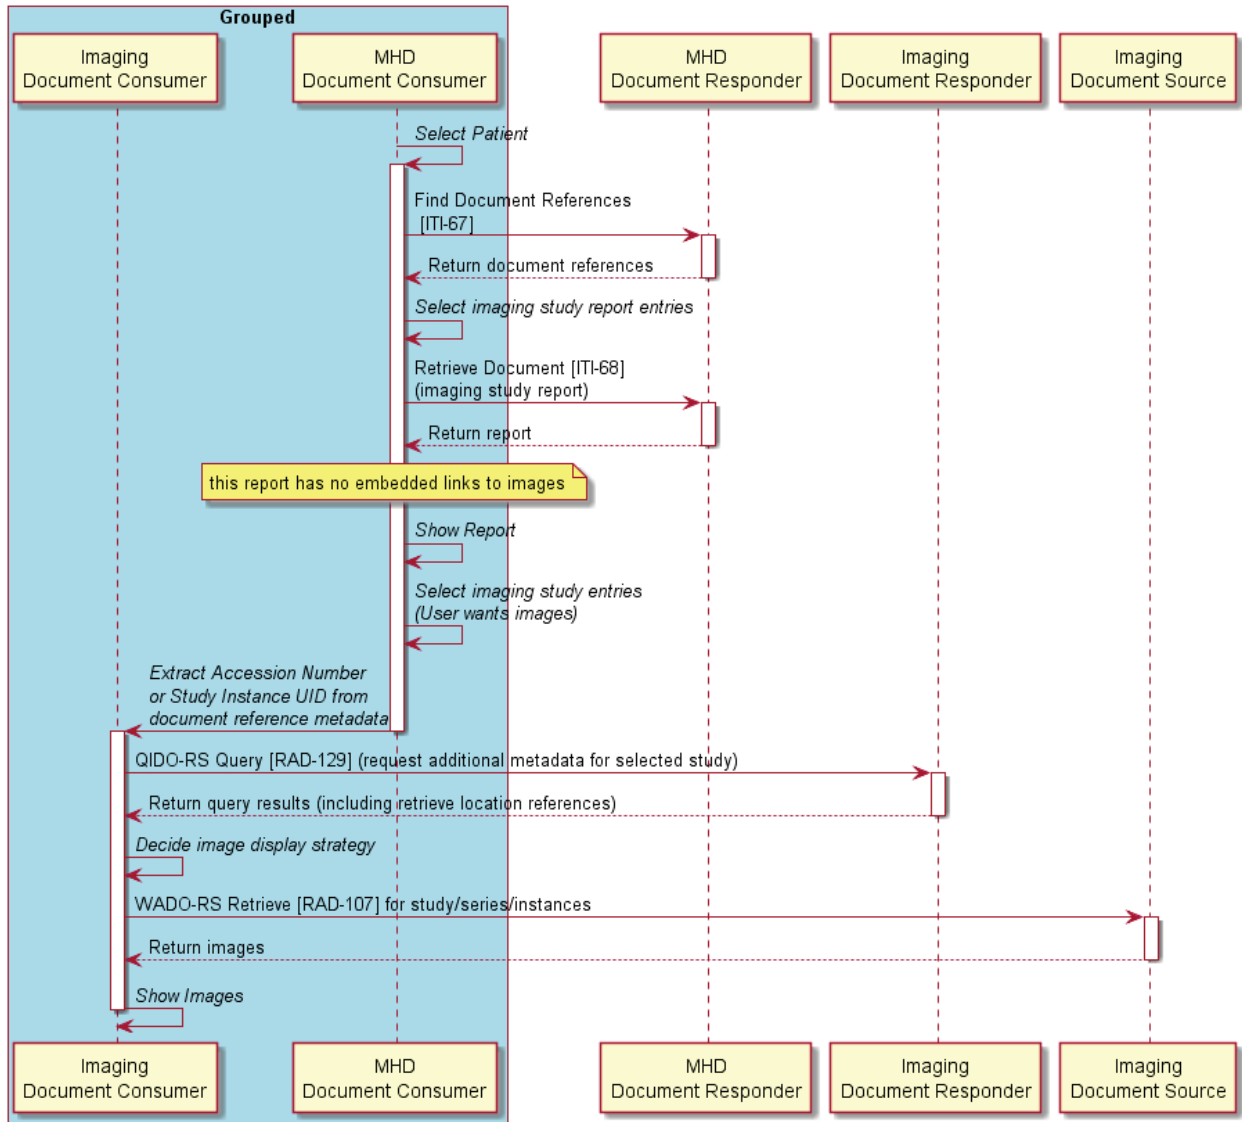 Grouped
Imaging
Document Consumer
MHD
Document Consumer
MHD
Document Responder
Imaging
Document Responder
Imaging
Document Source
Select Patient
Find Document References
[ITI-67]
Return document references
Select imaging study report entries
Retrieve Document [ITI-68]
(imaging study report)
Return report
this report has no embedded links to images
Show Report
Select imaging study entries
(User wants images)
Extract Accession Number
or Study Instance UID from
document reference metadata
QIDO-RS Query [RAD-129] (request additional metadata for selected study)
Return query results (including retrieve location references)
Decide image display strategy
WADO-RS Retrieve [RAD-107] for study/series/instances
Return images
Show Images
Imaging
Document Consumer
MHD
Document Consumer
MHD
Document Responder
Imaging
Document Responder
Imaging
Document Source